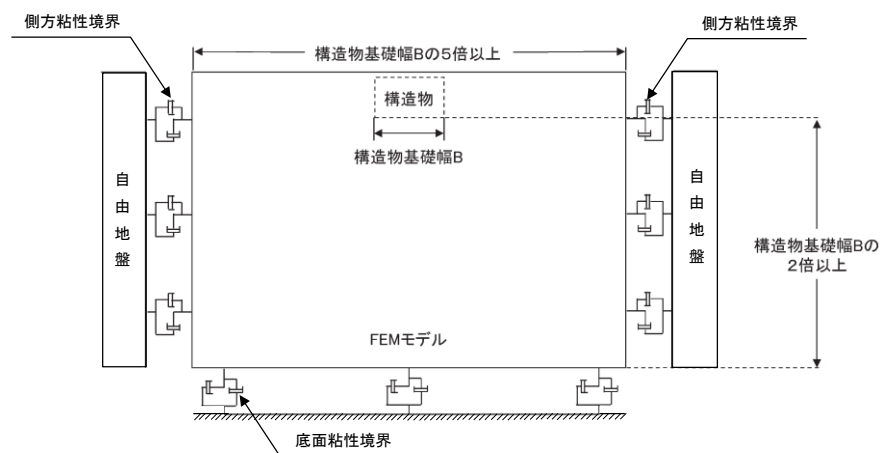 側方粘性境界
側方粘性境界
構造物基礎幅Bの5倍以上
構造物
構造物基礎幅B
自由地盤
自由地盤
構造物基礎幅Bの
2倍以上
FEMモデル
底面粘性境界